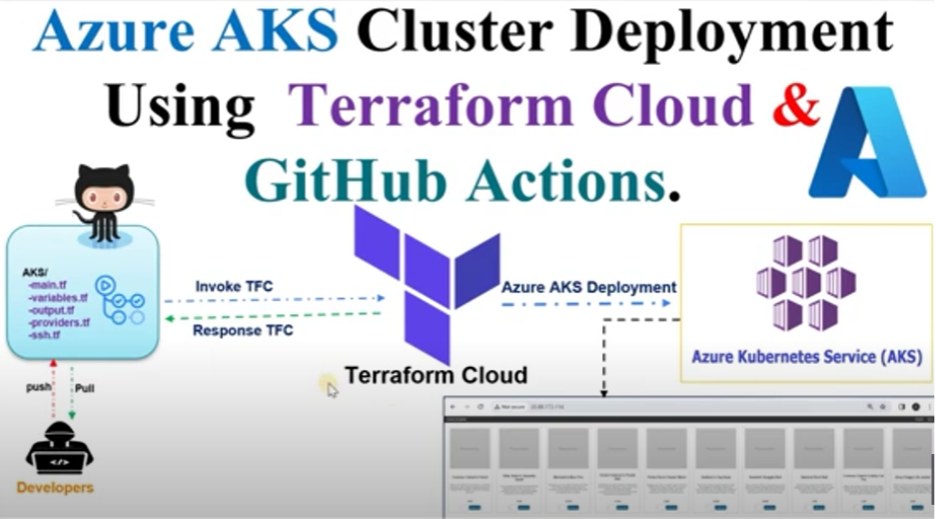 Azure AKS Cluster Deployment
Using Terraform Cloud &
GitHub Actions.
AKS/
-main.tf
-variables.tf
-output.tf
-providers.tf
-ssh.tf
Invoke TFC
Response TFC
Azure AKS Deployment
Terraform Cloud
Azure Kubernetes Service (AKS)
push
Pull
</>
Developers